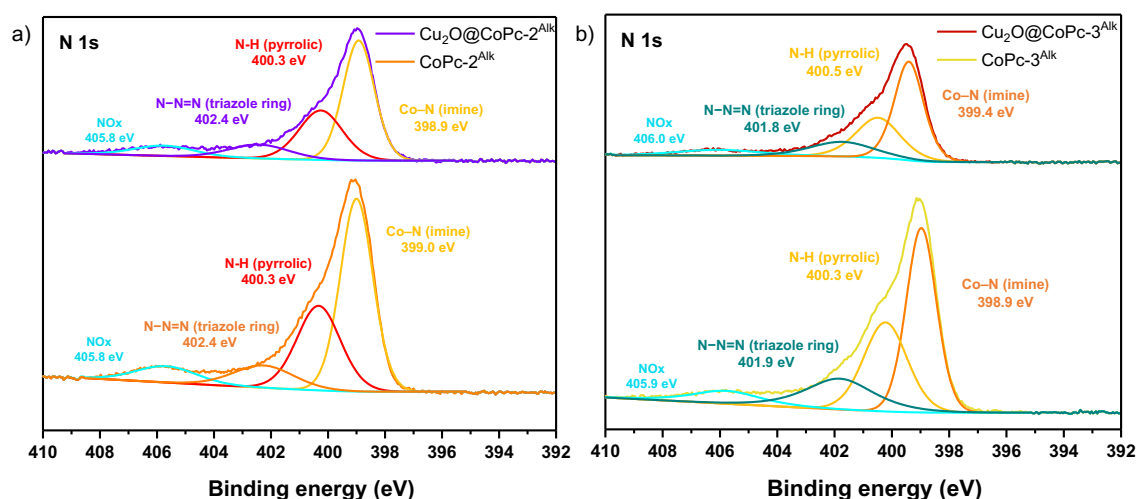 a)
N 1s
Cu₂O@CoPc-2ᴬˡᵏ
CoPc-2ᴬˡᵏ
N-H (pyrrolic)
400.3 eV
N−N=N (triazole ring)
402.4 eV
NOx
405.8 eV
Co–N (imine)
398.9 eV
N-H (pyrrolic)
400.3 eV
Co–N (imine)
399.0 eV
N−N=N (triazole ring)
402.4 eV
NOx
405.8 eV
410 408 406 404 402 400 398 396 394 392
Binding energy (eV)
b)
N 1s
Cu₂O@CoPc-3ᴬˡᵏ
CoPc-3ᴬˡᵏ
N-H (pyrrolic)
400.5 eV
N−N=N (triazole ring)
401.8 eV
NOx
406.0 eV
Co–N (imine)
399.4 eV
N-H (pyrrolic)
400.3 eV
Co–N (imine)
398.9 eV
N−N=N (triazole ring)
401.9 eV
NOx
405.9 eV
410 408 406 404 402 400 398 396 394 392
Binding energy (eV)